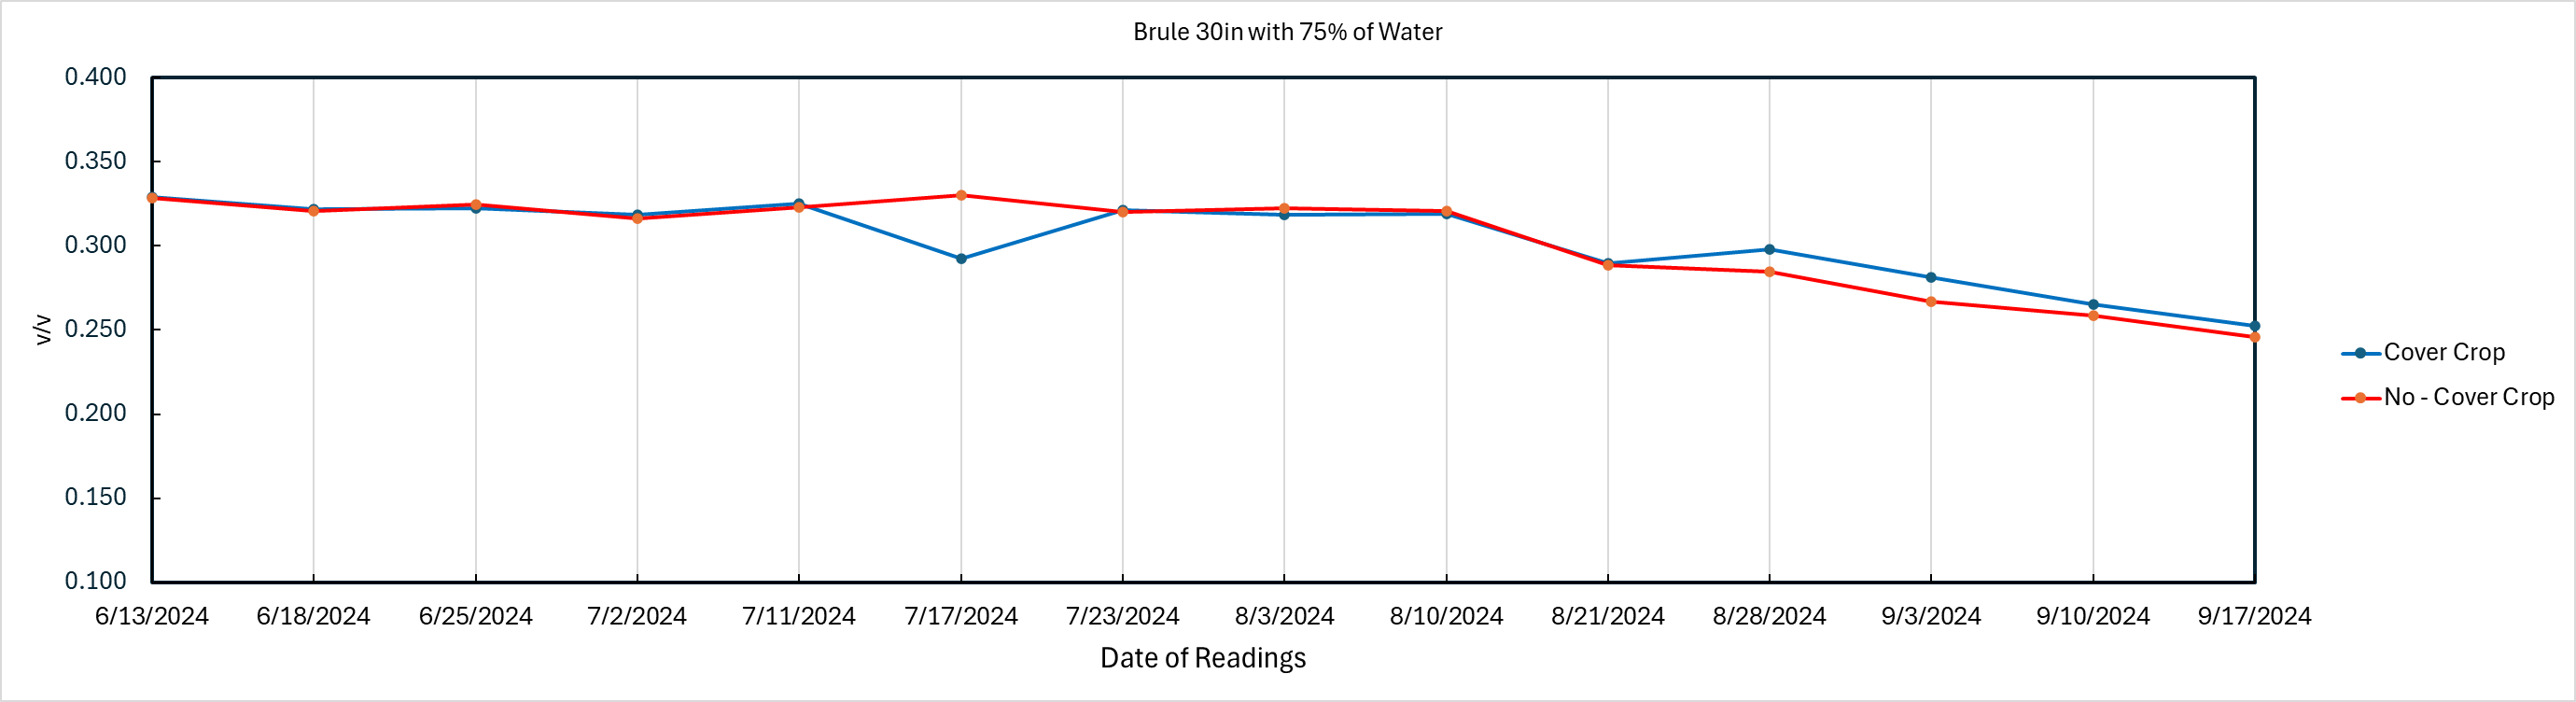 Brule 30in with 75% of Water
0.400
0.350
0.300
0.250
0.200
0.150
0.100
v/v
6/13/2024 6/18/2024 6/25/2024 7/2/2024 7/11/2024 7/17/2024 7/23/2024 8/3/2024 8/10/2024 8/21/2024 8/28/2024 9/3/2024 9/10/2024 9/17/2024
Date of Readings
Cover Crop
No - Cover Crop